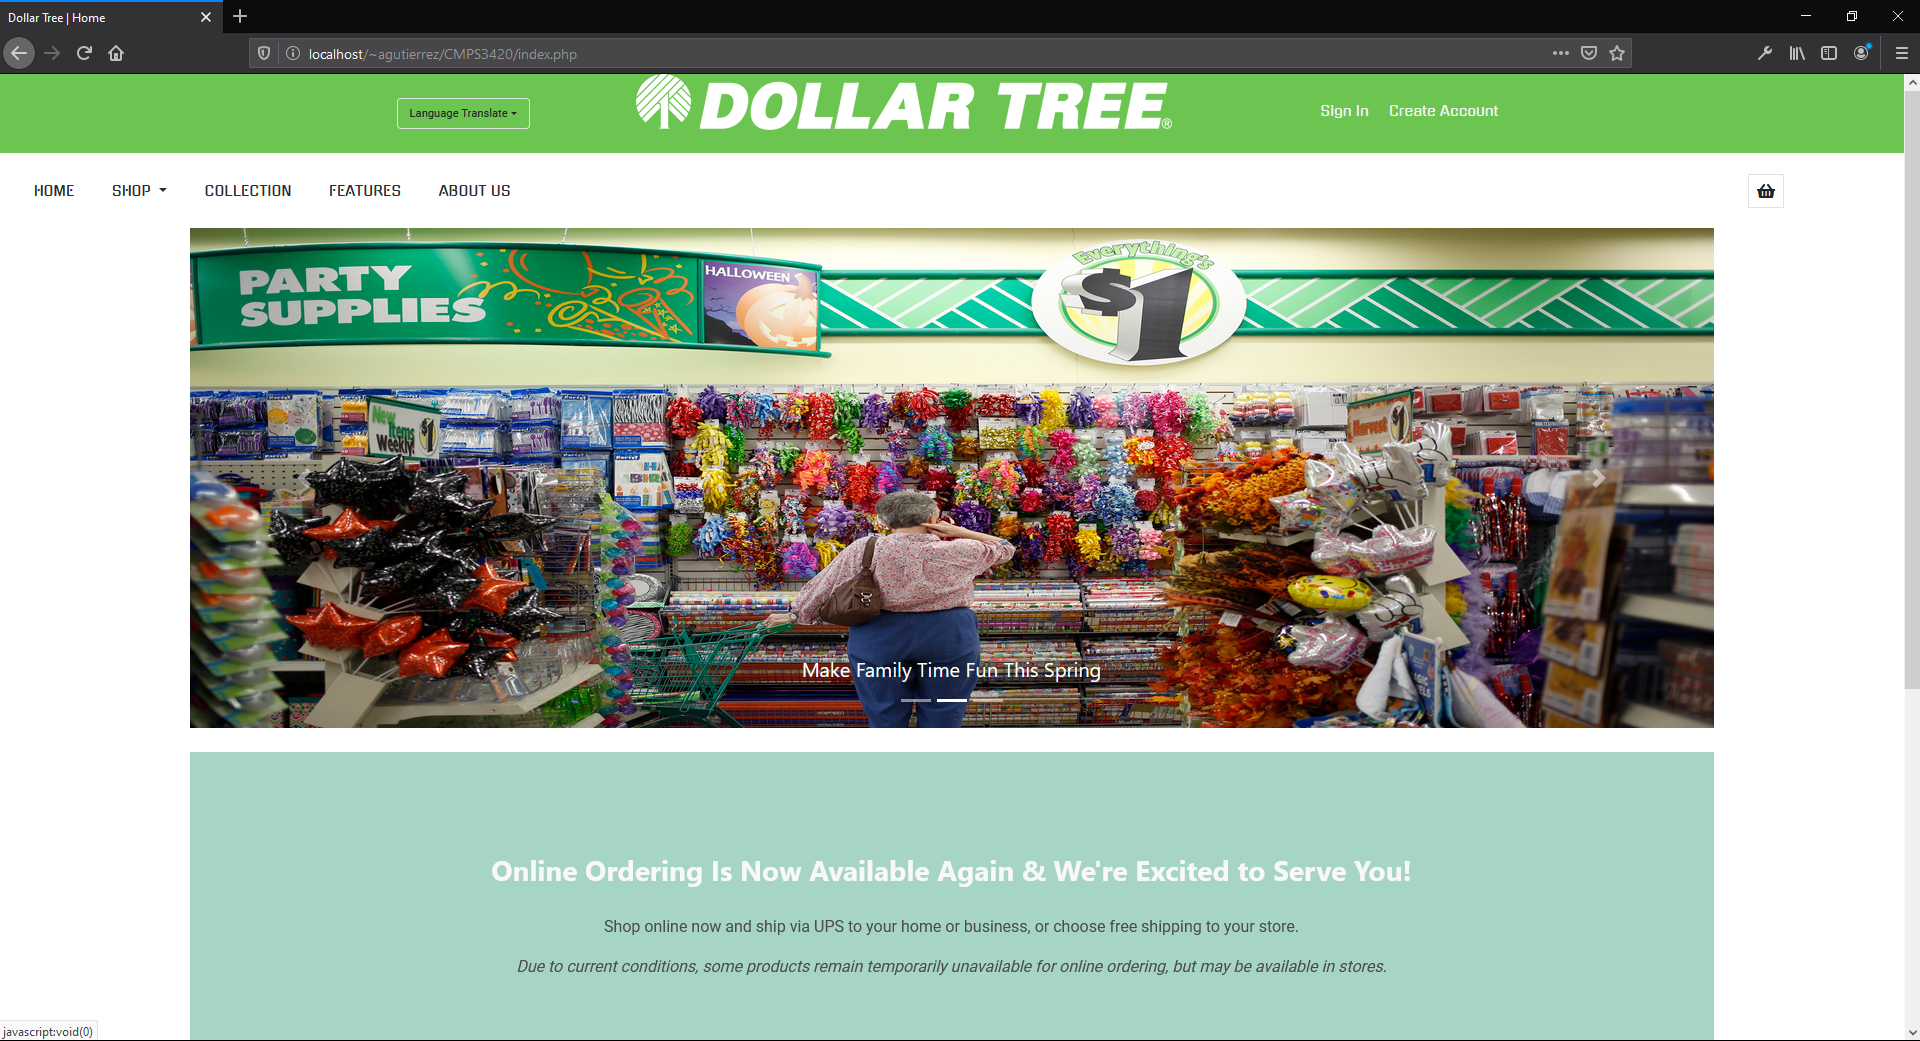 Dollar Tree | Home
localhost/~agutierrez/CMPS3420/index.php
Language Translate
DOLLAR TREE®
Sign In Create Account
HOME SHOP COLLECTION FEATURES ABOUT US
PARTY
SUPPLIES
HALLOWEEN
Everything's
$1
New
Items
Weekly!
$1
Harvest
Make Family Time Fun This Spring
Online Ordering Is Now Available Again & We're Excited to Serve You!
Shop online now and ship via UPS to your home or business, or choose free shipping to your store.
Due to current conditions, some products remain temporarily unavailable for online ordering, but may be available in stores.
javascript:void(0)